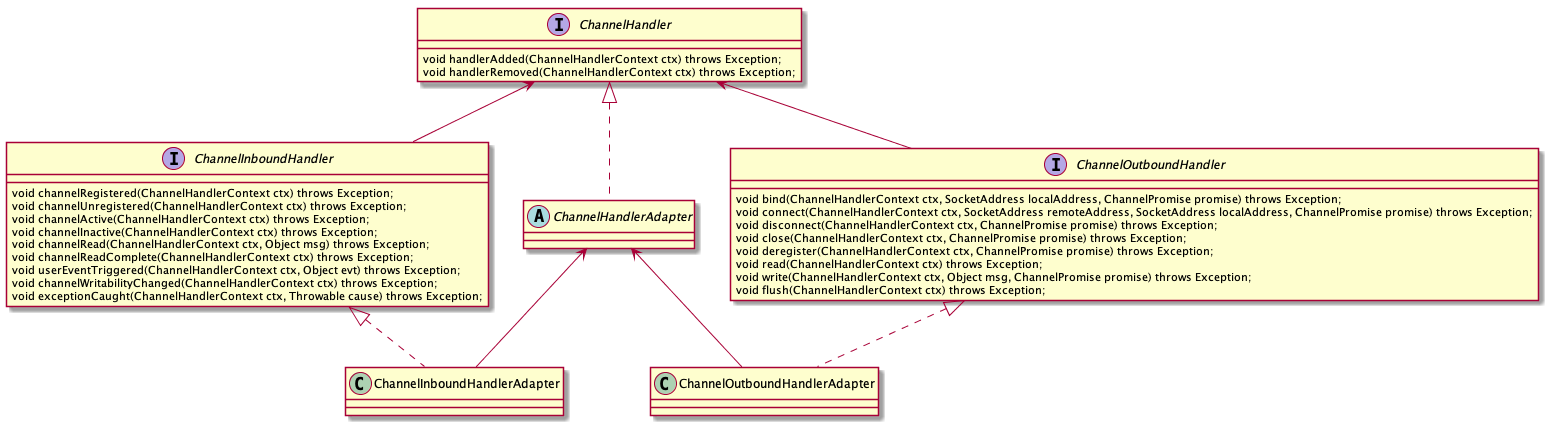 I ChannelHandler
void handlerAdded(ChannelHandlerContext ctx) throws Exception;
void handlerRemoved(ChannelHandlerContext ctx) throws Exception;
I ChannelInboundHandler
void channelRegistered(ChannelHandlerContext ctx) throws Exception;
void channelUnregistered(ChannelHandlerContext ctx) throws Exception;
void channelActive(ChannelHandlerContext ctx) throws Exception;
void channelInactive(ChannelHandlerContext ctx) throws Exception;
void channelRead(ChannelHandlerContext ctx, Object msg) throws Exception;
void channelReadComplete(ChannelHandlerContext ctx) throws Exception;
void userEventTriggered(ChannelHandlerContext ctx, Object evt) throws Exception;
void channelWritabilityChanged(ChannelHandlerContext ctx) throws Exception;
void exceptionCaught(ChannelHandlerContext ctx, Throwable cause) throws Exception;
A ChannelHandlerAdapter
I ChannelOutboundHandler
void bind(ChannelHandlerContext ctx, SocketAddress localAddress, ChannelPromise promise) throws Exception;
void connect(ChannelHandlerContext ctx, SocketAddress remoteAddress, SocketAddress localAddress, ChannelPromise promise) throws Exception;
void disconnect(ChannelHandlerContext ctx, ChannelPromise promise) throws Exception;
void close(ChannelHandlerContext ctx, ChannelPromise promise) throws Exception;
void deregister(ChannelHandlerContext ctx, ChannelPromise promise) throws Exception;
void read(ChannelHandlerContext ctx) throws Exception;
void write(ChannelHandlerContext ctx, Object msg, ChannelPromise promise) throws Exception;
void flush(ChannelHandlerContext ctx) throws Exception;
C ChannelInboundHandlerAdapter
C ChannelOutboundHandlerAdapter